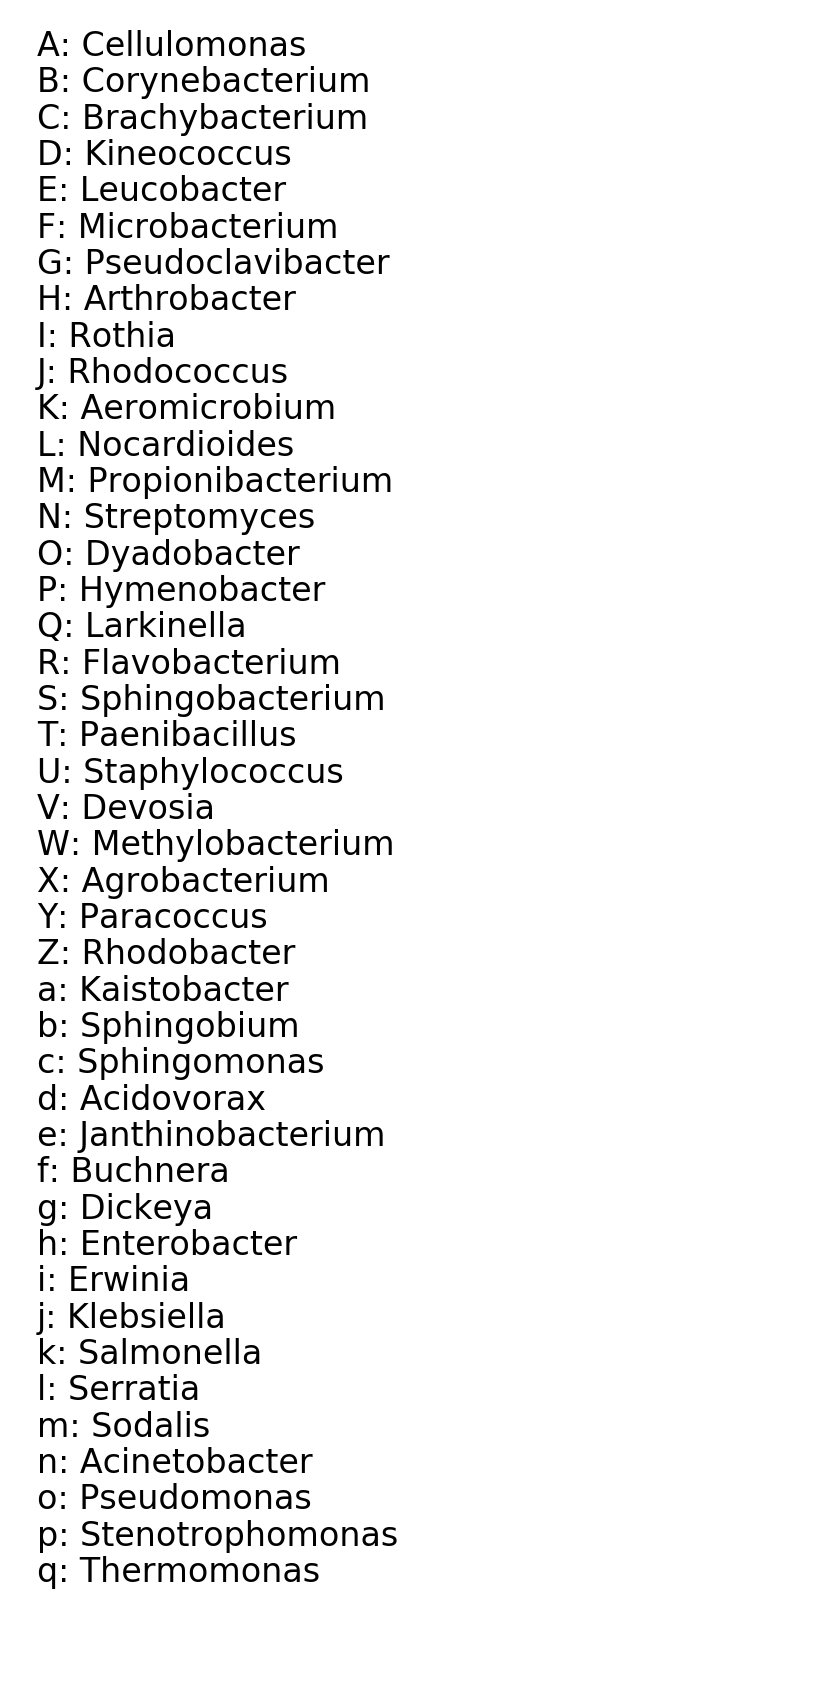 A: Cellulomonas
B: Corynebacterium
C: Brachybacterium
D: Kineococcus
E: Leucobacter
F: Microbacterium
G: Pseudoclavibacter
H: Arthrobacter
I: Rothia
J: Rhodococcus
K: Aeromicrobium
L: Nocardioides
M: Propionibacterium
N: Streptomyces
O: Dyadobacter
P: Hymenobacter
Q: Larkinella
R: Flavobacterium
S: Sphingobacterium
T: Paenibacillus
U: Staphylococcus
V: Devosia
W: Methylobacterium
X: Agrobacterium
Y: Paracoccus
Z: Rhodobacter
a: Kaistobacter
b: Sphingobium
c: Sphingomonas
d: Acidovorax
e: Janthinobacterium
f: Buchnera
g: Dickeya
h: Enterobacter
i: Erwinia
j: Klebsiella
k: Salmonella
l: Serratia
m: Sodalis
n: Acinetobacter
o: Pseudomonas
p: Stenotrophomonas
q: Thermomonas